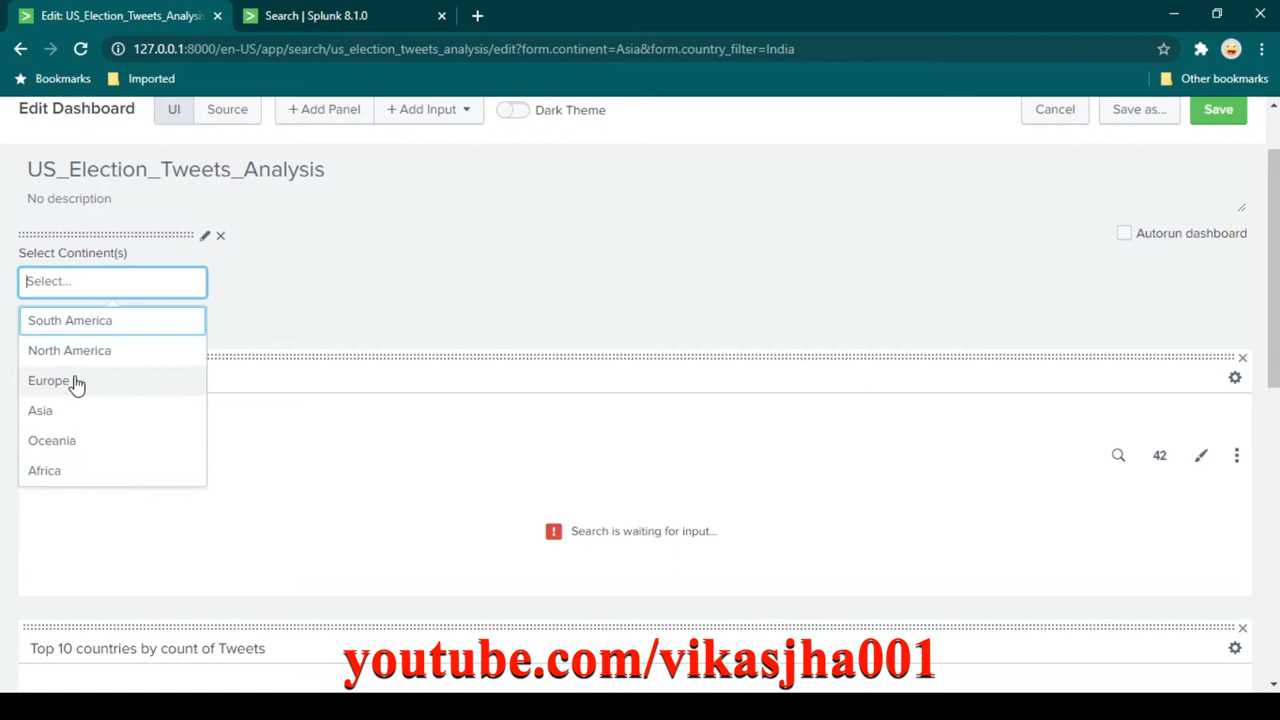 Edit: US_Election_Tweets_Analysis
Search | Splunk 8.1.0
127.0.0.1:8000/en-US/app/search/us_election_tweets_analysis/edit?form.continent=Asia&form.country_filter=India
Bookmarks
Imported
Other bookmarks
Edit Dashboard
UI
Source
+ Add Panel
+ Add Input
Dark Theme
Cancel
Save as...
Save
US_Election_Tweets_Analysis
No description
Autorun dashboard
Select Continent(s)
Select...
South America
North America
Europe
Asia
Oceania
Africa
42
Search is waiting for input...
Top 10 countries by count of Tweets
youtube.com/vikasjha001